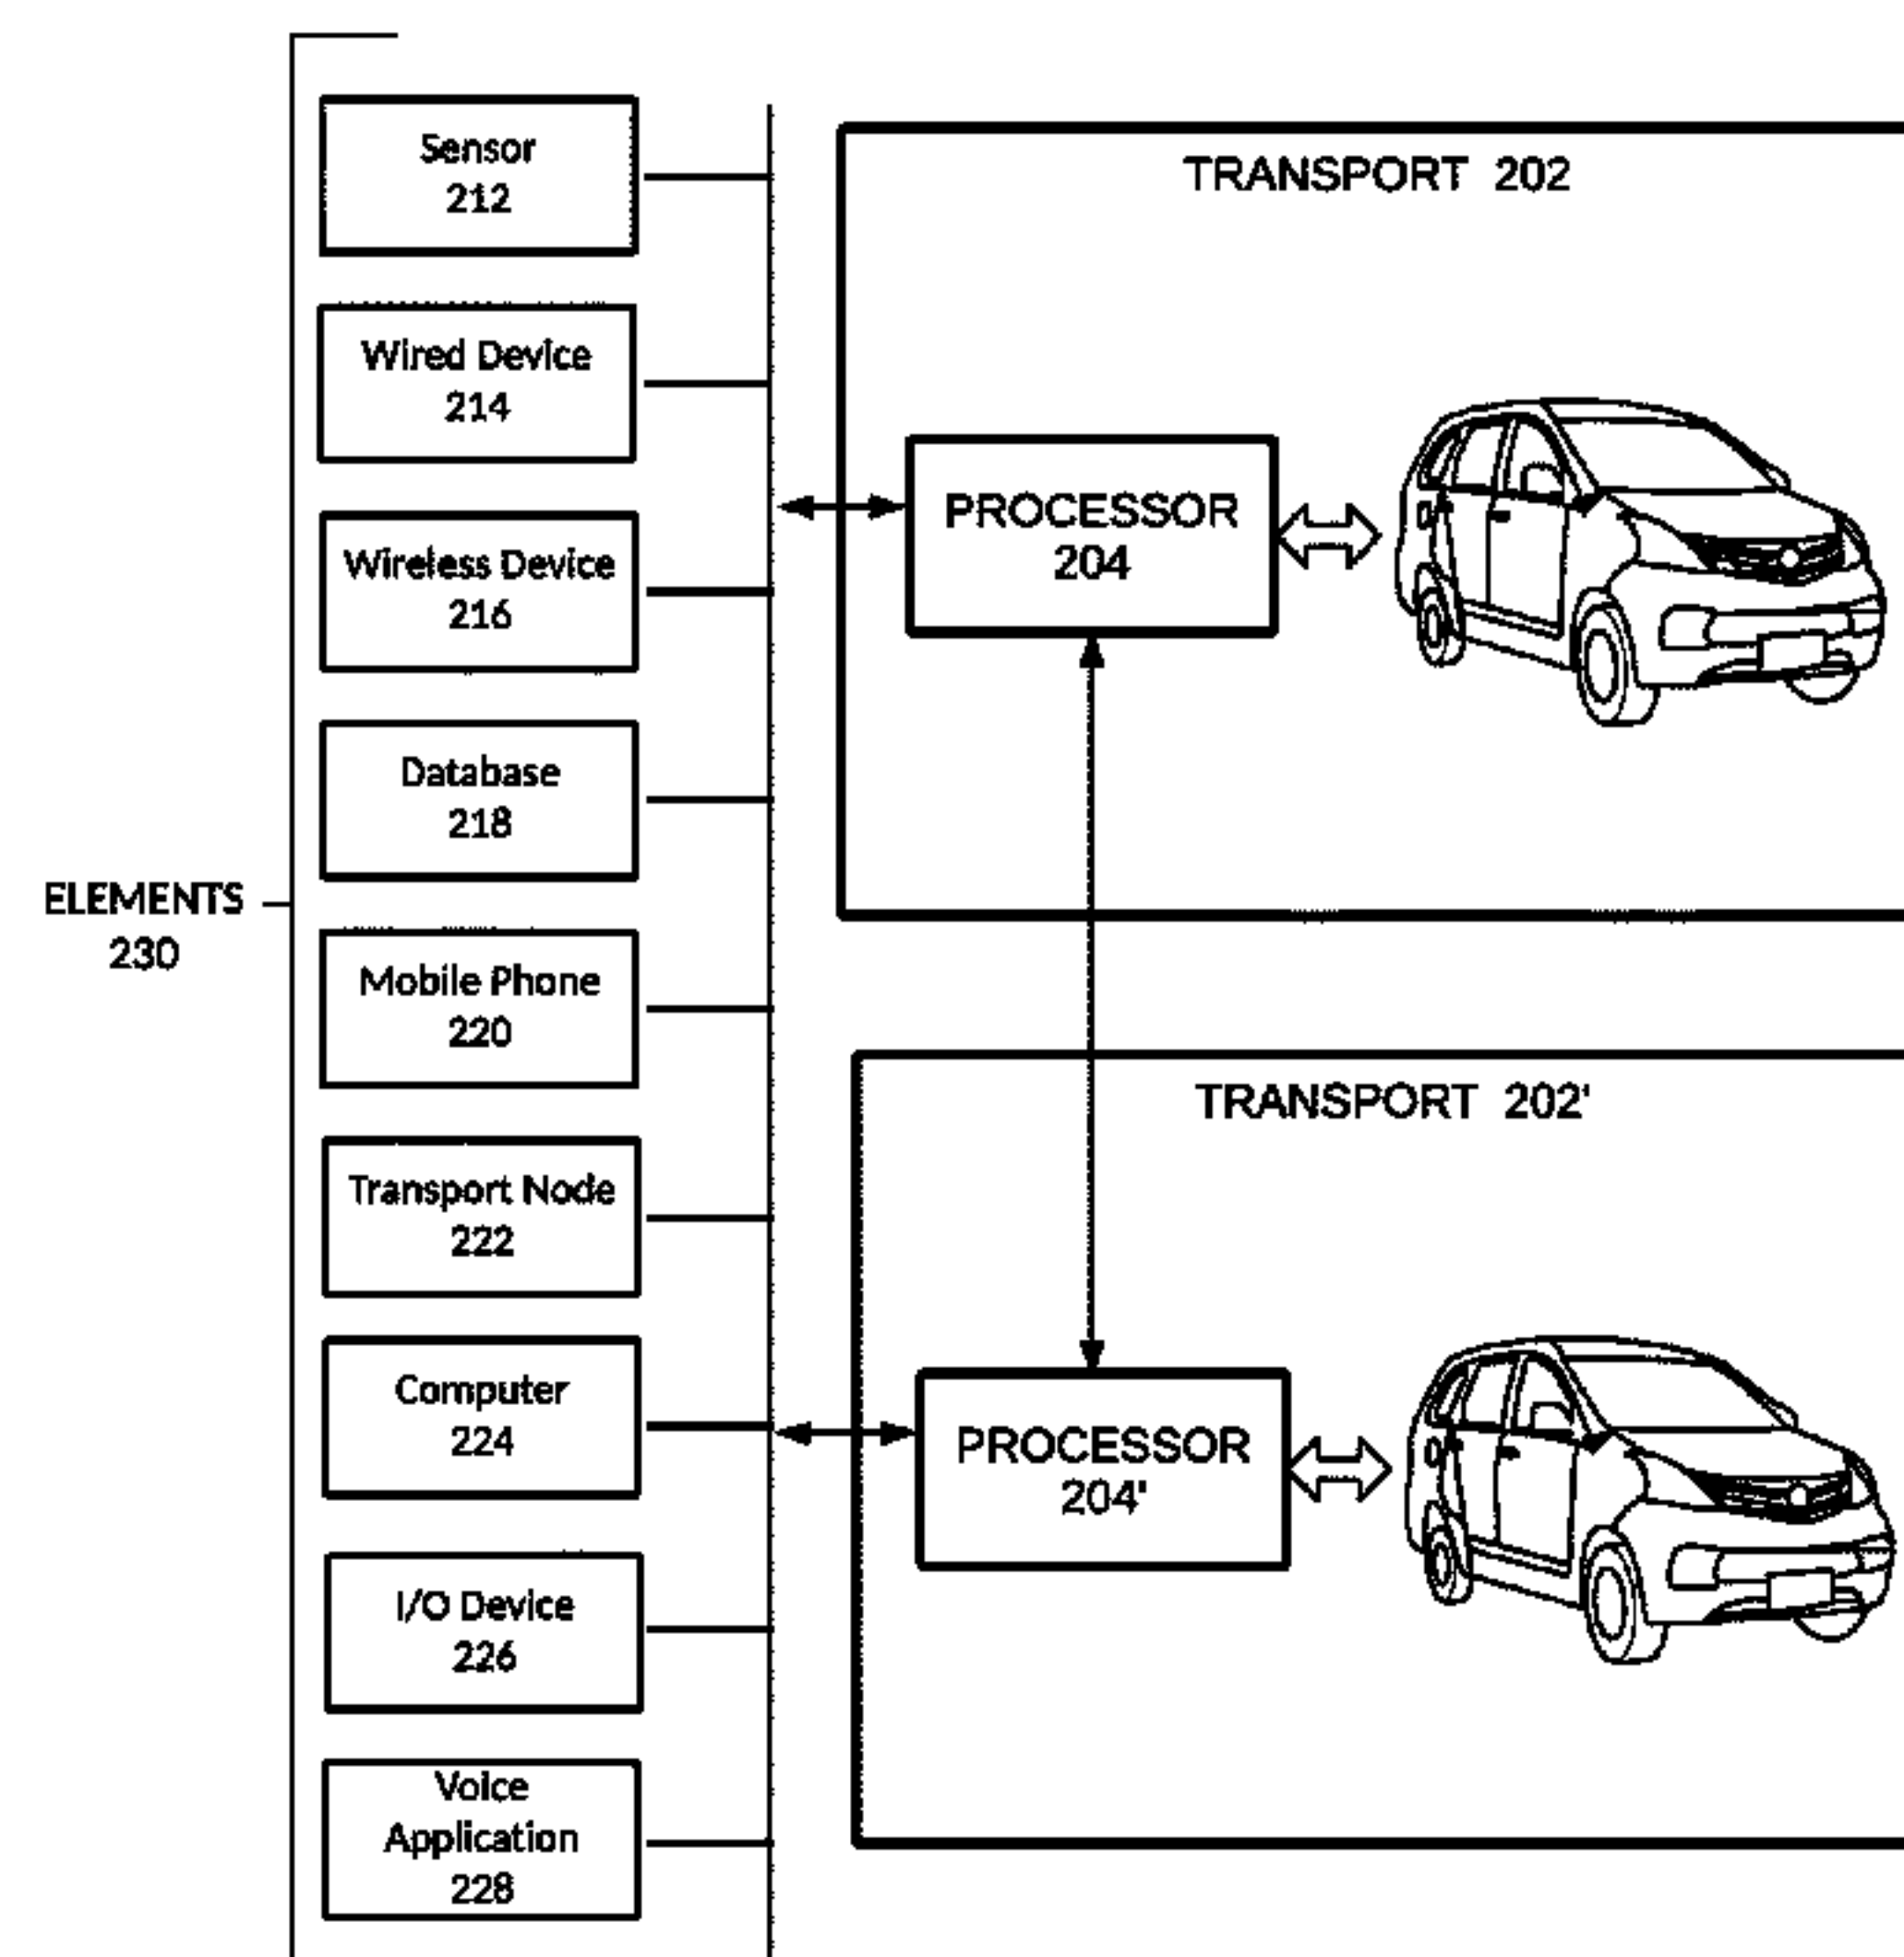 ELEMENTS
230
Sensor
212
Wired Device
214
Wireless Device
216
Database
218
Mobile Phone
220
Transport Node
222
Computer
224
I/O Device
226
Voice
Application
228
TRANSPORT 202
PROCESSOR
204
TRANSPORT 202'
PROCESSOR
204'